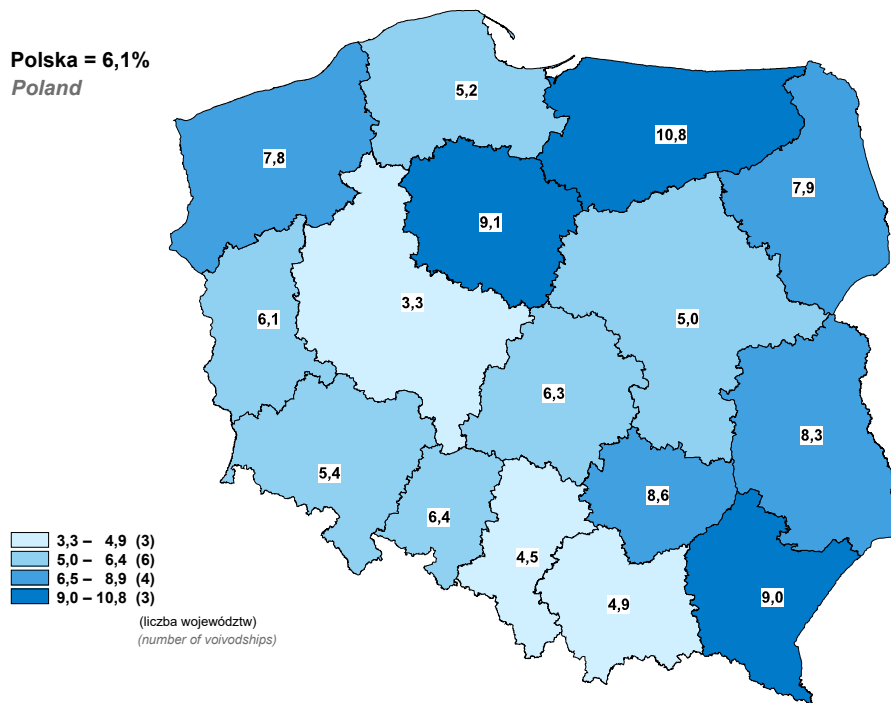 Polska = 6,1%
Poland
5,2
10,8
7,8
7,9
9,1
3,3
6,1
5,0
6,3
8,3
5,4
8,6
6,4
4,5
4,9
9,0
3,3 – 4,9 (3)
5,0 – 6,4 (6)
6,5 – 8,9 (4)
9,0 – 10,8 (3)
(liczba województw)
(number of voivodships)